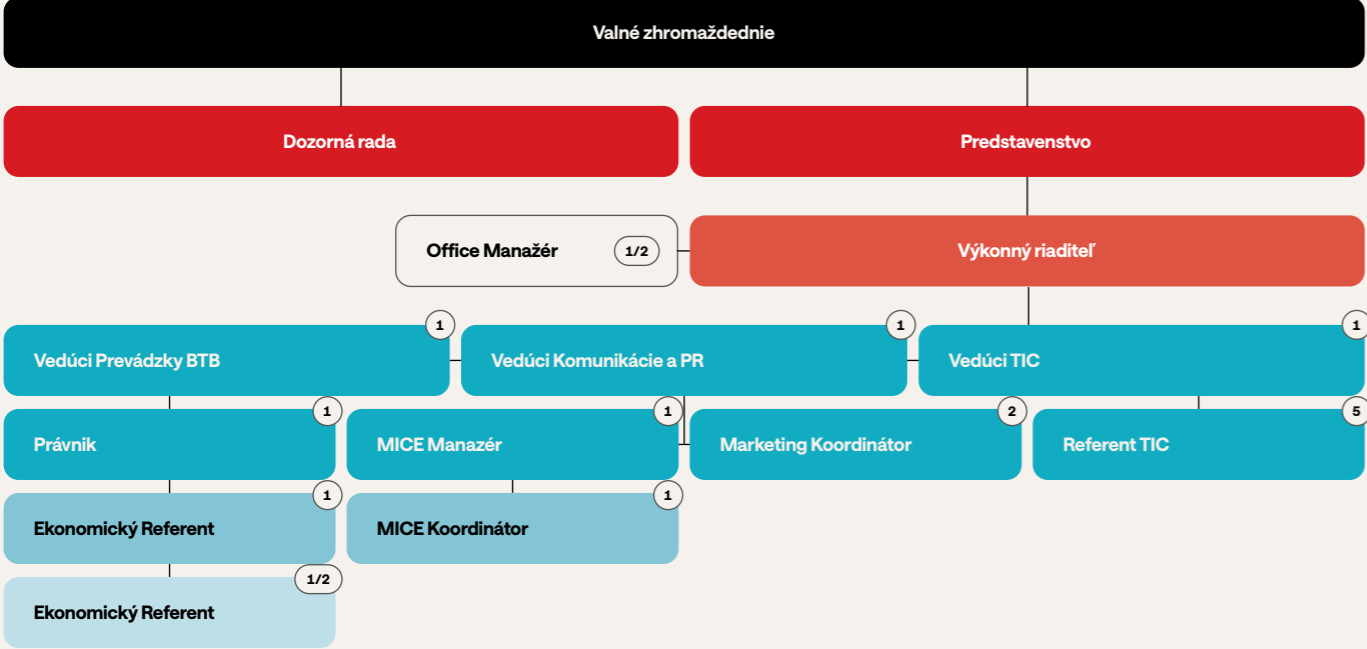 Valné zhromaždednie
Dozorná rada
Predstavenstvo
Office Manažér 1/2
Výkonný riaditeľ
Vedúci Prevádzky BTB 1
Vedúci Komunikácie a PR 1
Vedúci TIC 1
Právnik 1
MICE Manazér 1
Marketing Koordinátor 2
Referent TIC 5
Ekonomický Referent 1
MICE Koordinátor 1
Ekonomický Referent 1/2